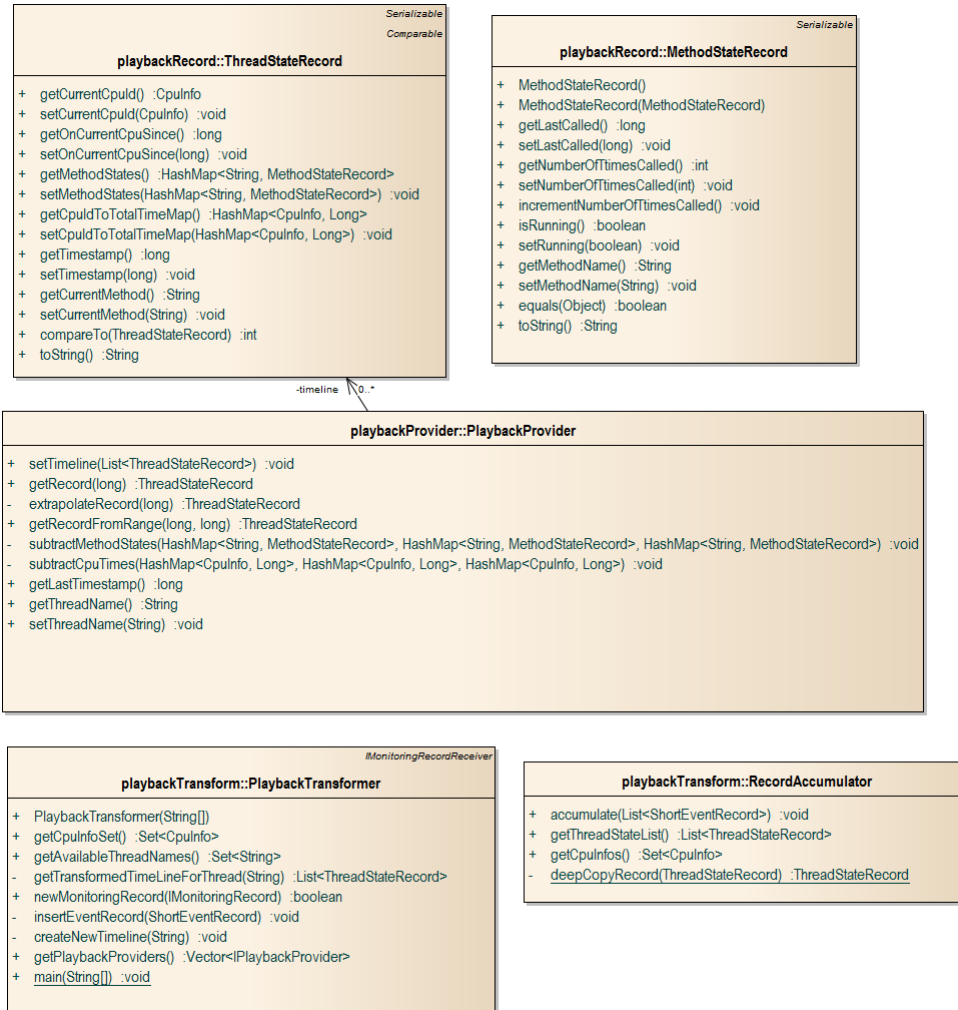 Serializable
Comparable
playbackRecord::ThreadStateRecord
+ getCurrentCpuId() :CpuInfo
+ setCurrentCpuId(CpuInfo) :void
+ getOnCurrentCpuSince() :long
+ setOnCurrentCpuSince(long) :void
+ getMethodStates() :HashMap<String, MethodStateRecord>
+ setMethodStates(HashMap<String, MethodStateRecord>) :void
+ getCpuIdToTotalTimeMap() :HashMap<CpuInfo, Long>
+ setCpuIdToTotalTimeMap(HashMap<CpuInfo, Long>) :void
+ getTimestamp() :long
+ setTimestamp(long) :void
+ getCurrentMethod() :String
+ setCurrentMethod(String) :void
+ compareTo(ThreadStateRecord) :int
+ toString() :String
Serializable
playbackRecord::MethodStateRecord
+ MethodStateRecord()
+ MethodStateRecord(MethodStateRecord)
+ getLastCalled() :long
+ setLastCalled(long) :void
+ getNumberOfTtimesCalled() :int
+ setNumberOfTtimesCalled(int) :void
+ incrementNumberOfTtimesCalled() :void
+ isRunning() :boolean
+ setRunning(boolean) :void
+ getMethodName() :String
+ setMethodName(String) :void
+ equals(Object) :boolean
+ toString() :String
-timeline 0..*
playbackProvider::PlaybackProvider
+ setTimeline(List<ThreadStateRecord>) :void
+ getRecord(long) :ThreadStateRecord
- extrapolateRecord(long) :ThreadStateRecord
+ getRecordFromRange(long, long) :ThreadStateRecord
- subtractMethodStates(HashMap<String, MethodStateRecord>, HashMap<String, MethodStateRecord>, HashMap<String, MethodStateRecord>) :void
- subtractCpuTimes(HashMap<CpuInfo, Long>, HashMap<CpuInfo, Long>, HashMap<CpuInfo, Long>) :void
+ getLastTimestamp() :long
+ getThreadName() :String
+ setThreadName(String) :void
IMonitoringRecordReceiver
playbackTransform::PlaybackTransformer
+ PlaybackTransformer(String[])
+ getCpuInfoSet() :Set<CpuInfo>
+ getAvailableThreadNames() :Set<String>
- getTransformedTimeLineForThread(String) :List<ThreadStateRecord>
+ newMonitoringRecord(IMonitoringRecord) :boolean
- insertEventRecord(ShortEventRecord) :void
- createNewTimeline(String) :void
+ getPlaybackProviders() :Vector<IPlaybackProvider>
+ main(String[]) :void
playbackTransform::RecordAccumulator
+ accumulate(List<ShortEventRecord>) :void
+ getThreadStateList() :List<ThreadStateRecord>
+ getCpuInfos() :Set<CpuInfo>
- deepCopyRecord(ThreadStateRecord) :ThreadStateRecord